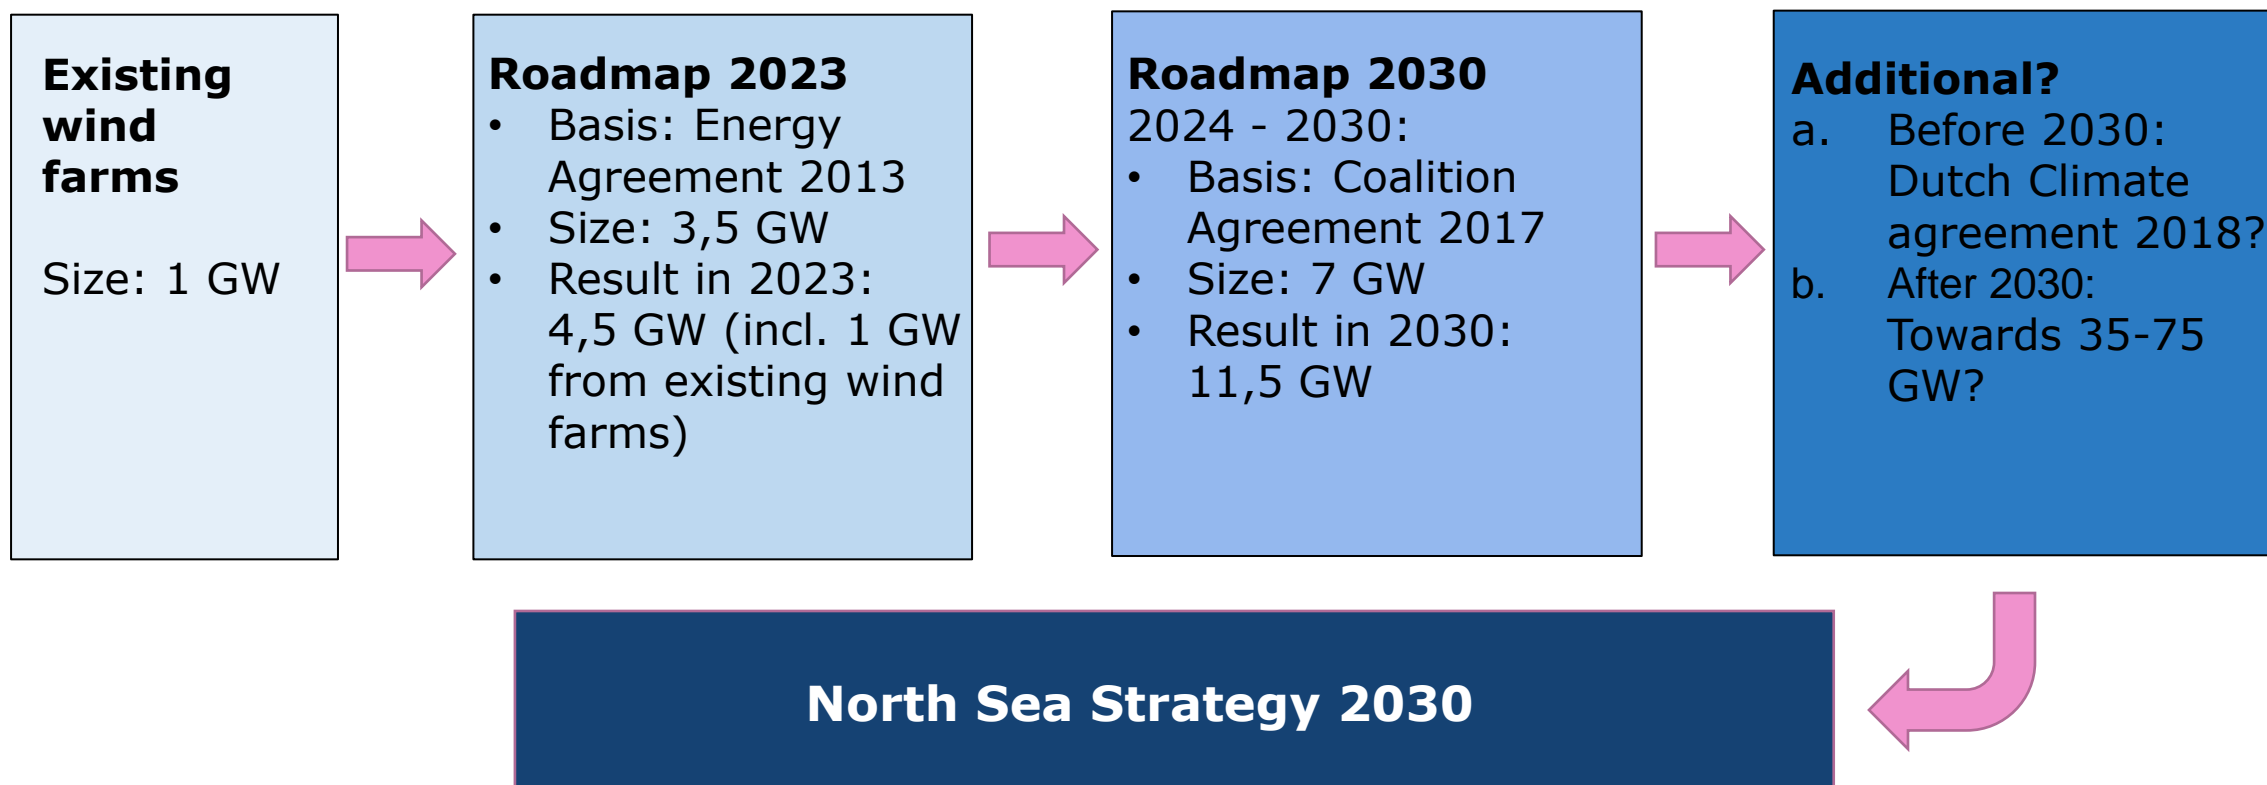 Existing
wind
farms
Size: 1 GW
Roadmap 2023
• Basis: Energy
Agreement 2013
• Size: 3,5 GW
• Result in 2023:
4,5 GW (incl. 1 GW
from existing wind
farms)
Roadmap 2030
2024 - 2030:
• Basis: Coalition
Agreement 2017
• Size: 7 GW
• Result in 2030:
11,5 GW
Additional?
a. Before 2030:
Dutch Climate
agreement 2018?
b. After 2030:
Towards 35-75
GW?
North Sea Strategy 2030